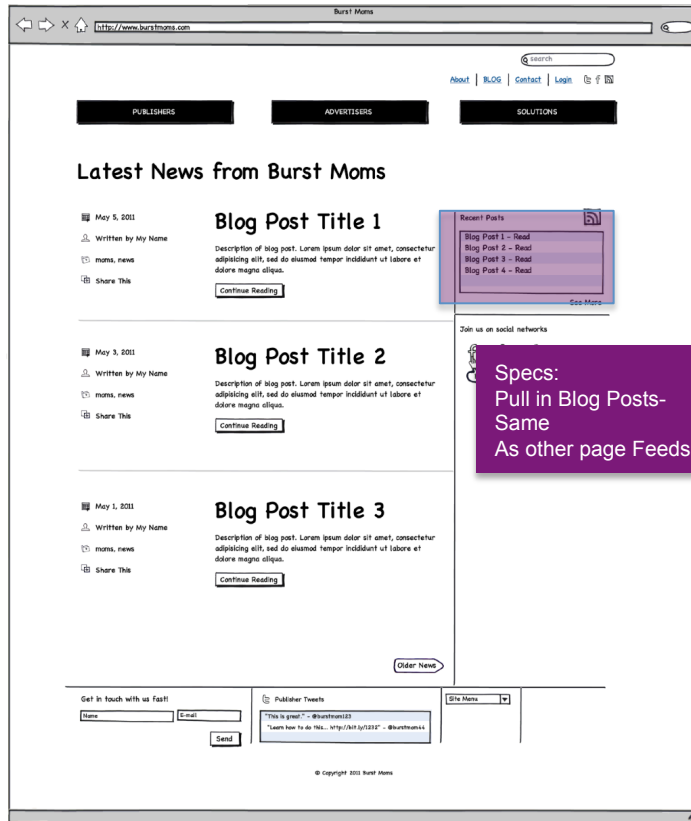 Burst Moms
http://www.burstmoms.com
search
About | BLOG | Contact | Login
PUBLISHERS
ADVERTISERS
SOLUTIONS
Latest News from Burst Moms
May 5, 2011
Written by My Name
moms, news
Share This
Blog Post Title 1
Description of blog post. Lorem ipsum dolor sit amet, consectetur
adipisicing elit, sed do eiusmod tempor incididunt ut labore et
dolore magna aliqua.
Continue Reading
Recent Posts
Blog Post 1 - Read
Blog Post 2 - Read
Blog Post 3 - Read
Blog Post 4 - Read
See More
Join us on social networks
Specs:
Pull in Blog Posts-
Same
As other page Feeds
May 3, 2011
Written by My Name
moms, news
Share This
Blog Post Title 2
Description of blog post. Lorem ipsum dolor sit amet, consectetur
adipisicing elit, sed do eiusmod tempor incididunt ut labore et
dolore magna aliqua.
Continue Reading
May 1, 2011
Written by My Name
moms, news
Share This
Blog Post Title 3
Description of blog post. Lorem ipsum dolor sit amet, consectetur
adipisicing elit, sed do eiusmod tempor incididunt ut labore et
dolore magna aliqua.
Continue Reading
Older News
Get in touch with us fast!
Name
E-mail
Send
Publisher Tweets
"This is great." - @burstmom123
"Learn how to do this... http://bit.ly/1232" - @burstmom44
Site Menu
© Copyright 2011 Burst Moms